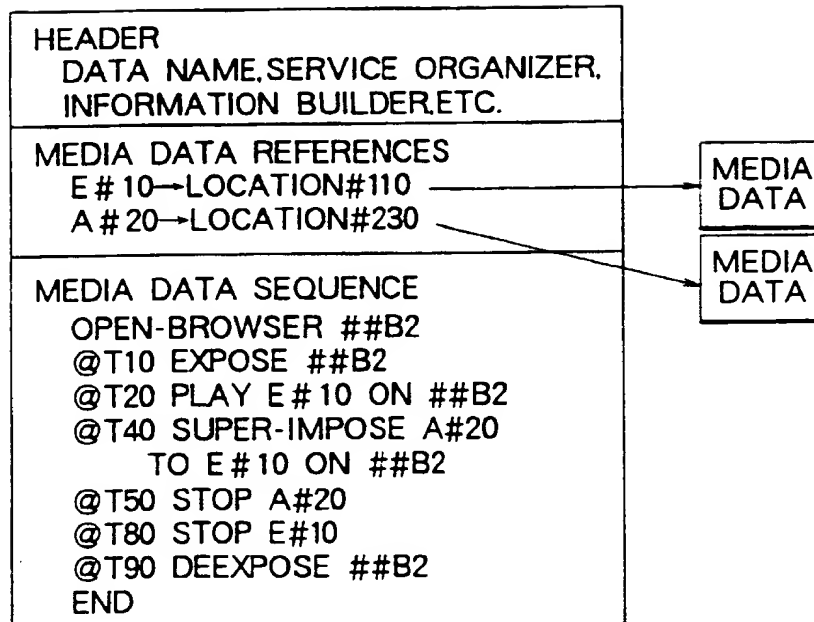 HEADER
DATA NAME, SERVICE ORGANIZER,
INFORMATION BUILDER, ETC.
MEDIA DATA REFERENCES
E#10→LOCATION#110
A#20→LOCATION#230
MEDIA DATA SEQUENCE
OPEN-BROWSER ##B2
@T10 EXPOSE ##B2
@T20 PLAY E#10 ON ##B2
@T40 SUPER-IMPOSE A#20
TO E#10 ON ##B2
@T50 STOP A#20
@T80 STOP E#10
@T90 DEEXPOSE ##B2
END
MEDIA
DATA
MEDIA
DATA